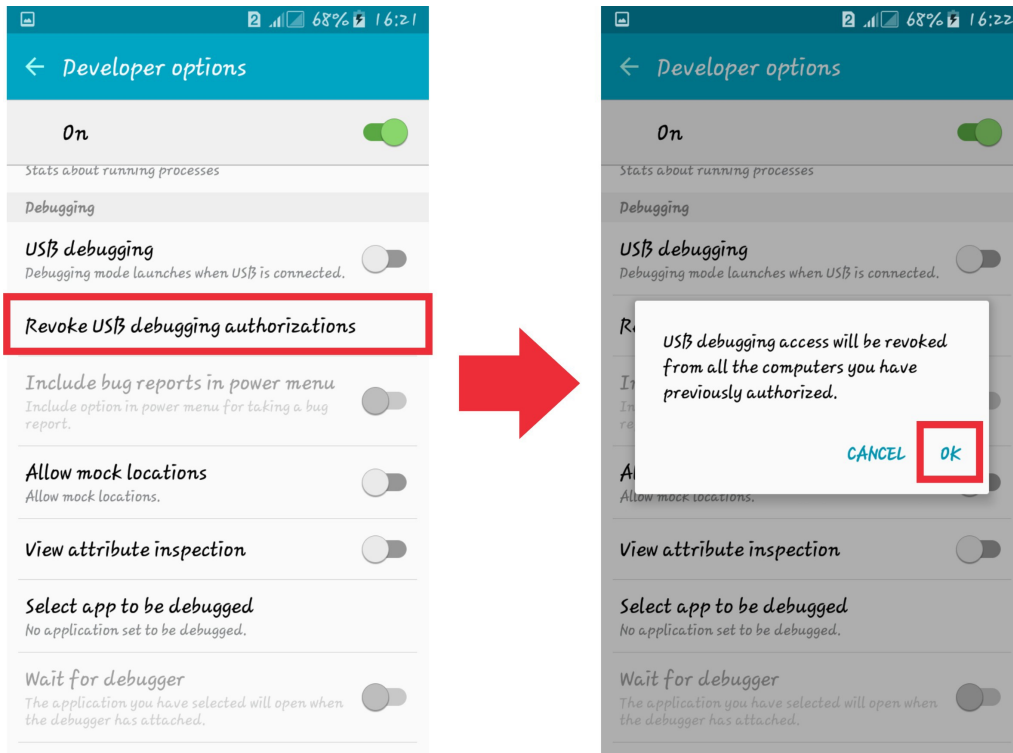 2 68% 16:21
Developer options
On
Stats about running processes
Debugging
USB debugging
Debugging mode launches when USB is connected.
Revoke USB debugging authorizations
Include bug reports in power menu
Include option in power menu for taking a bug
report.
Allow mock locations
Allow mock locations.
View attribute inspection
Select app to be debugged
No application set to be debugged.
Wait for debugger
The application you have selected will open when
the debugger has attached.
2 68% 16:22
Developer options
On
Stats about running processes
Debugging
USB debugging
Debugging mode launches when USB is connected.
USB debugging access will be revoked
from all the computers you have
previously authorized.
CANCEL OK
Allow mock locations.
View attribute inspection
Select app to be debugged
No application set to be debugged.
Wait for debugger
The application you have selected will open when
the debugger has attached.